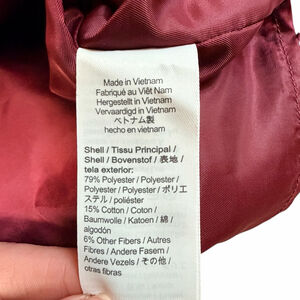 Made in Vietnam
Fabriqué au Viêt Nam
Hergestellt in Vietnam
Vervaardigd in Vietnam
ベトナム製
hecho en vietnam
Shell / Tissu Principal /
Shell / Bovenstof / 表地 /
tela exterior:
79% Polyester / Polyester /
Polyester / Polyester / ポリエ
ステル / poliéster
15% Cotton / Coton /
Baumwolle / Katoen / 綿 /
algodón
6% Other Fibers / Autres
Fibres / Andere Fasern /
Andere Vezels / その他 /
otras fibras